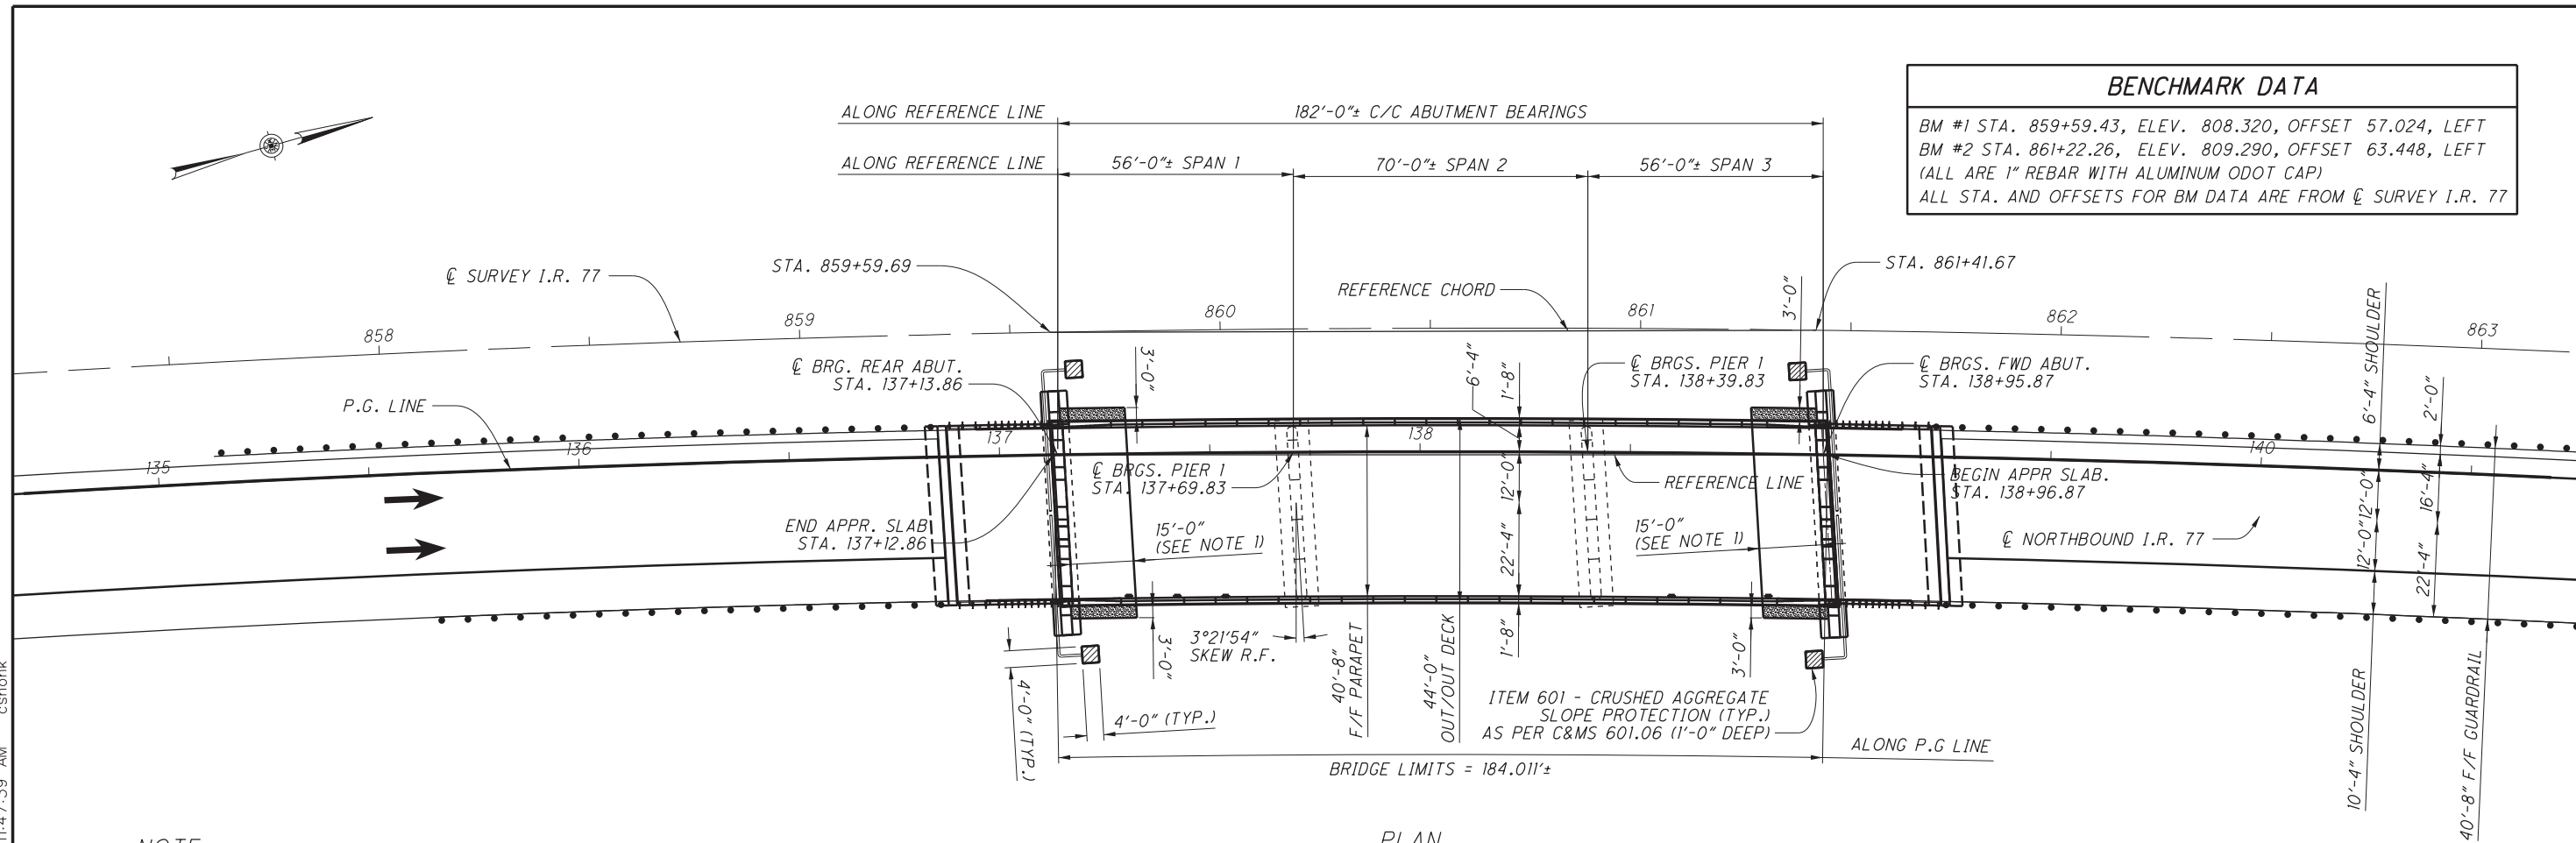 BENCHMARK DATA
BM #1 STA. 859+59.43, ELEV. 808.320, OFFSET 57.024, LEFT
BM #2 STA. 861+22.26, ELEV. 809.290, OFFSET 63.448, LEFT
(ALL ARE 1" REBAR WITH ALUMINUM ODOT CAP)
ALL STA. AND OFFSETS FOR BM DATA ARE FROM ℄ SURVEY I.R. 77
ALONG REFERENCE LINE
182'-0"± C/C ABUTMENT BEARINGS
ALONG REFERENCE LINE
56'-0"± SPAN 1
70'-0"± SPAN 2
56'-0"± SPAN 3
℄ SURVEY I.R. 77
STA. 859+59.69
REFERENCE CHORD
STA. 861+41.67
3'-0"
858
859
860
861
862
863
℄ BRG. REAR ABUT.
STA. 137+13.86
3'-0"
6'-4"
1'-8"
℄ BRGS. PIER 1
STA. 138+39.83
℄ BRGS. FWD ABUT.
STA. 138+95.87
6'-4" SHOULDER
2'-0"
P.G. LINE
135
136
137
138
140
℄ BRGS. PIER 1
STA. 137+69.83
12'-0"
REFERENCE LINE
BEGIN APPR SLAB.
STA. 138+96.87
12'-0"
16'-4"
END APPR. SLAB
STA. 137+12.86
15'-0"
(SEE NOTE 1)
22'-4"
15'-0"
(SEE NOTE 1)
℄ NORTHBOUND I.R. 77
12'-0"
22'-4"
3°21'54"
SKEW R.F.
3'-0"
40'-8"
F/F PARAPET
44'-0"
OUT/OUT DECK
1'-8"
3'-0"
4'-0" (TYP.)
4'-0" (TYP.)
ITEM 601 - CRUSHED AGGREGATE
SLOPE PROTECTION (TYP.)
AS PER C&MS 601.06 (1'-0" DEEP)
10'-4" SHOULDER
40'-8" F/F GUARDRAIL
ALONG P.G LINE
BRIDGE LIMITS = 184.011'±
cshonk
11:47:39 AM
NOTE
PLAN